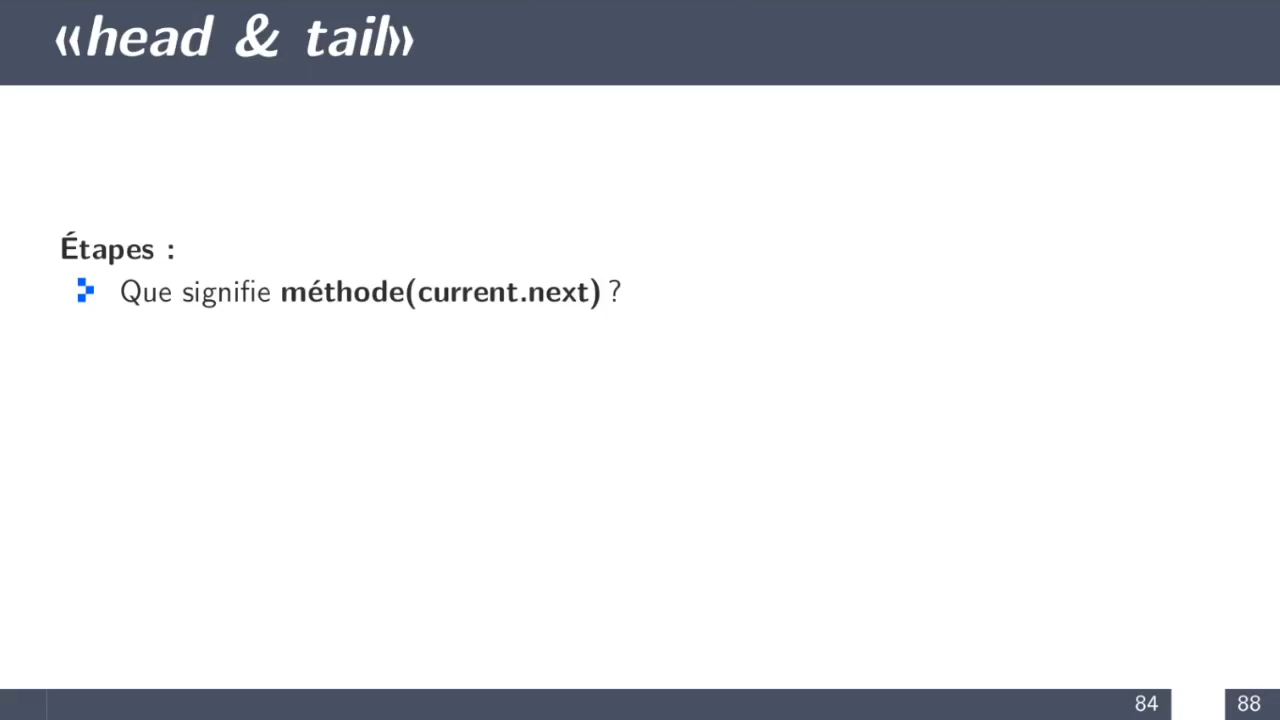 «head & tail»
Étapes :
Que signifie méthode(current.next) ?
84 88